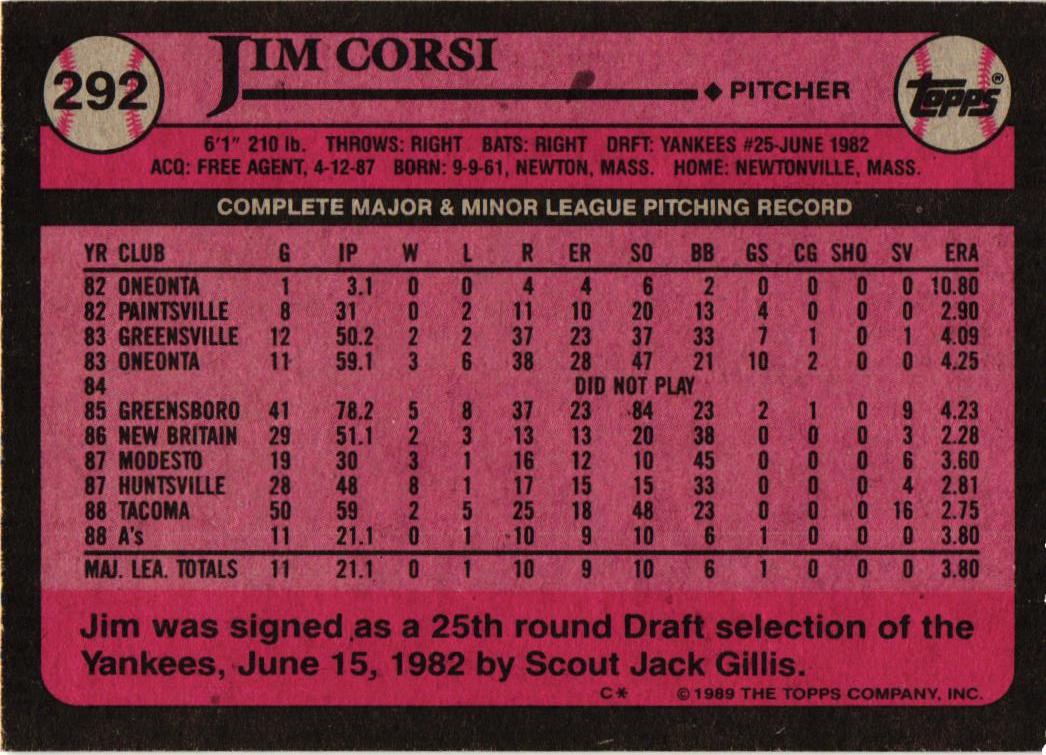 292
JIM CORSI
◆ PITCHER
TOPPS®
6'1" 210 lb. THROWS: RIGHT BATS: RIGHT DRFT: YANKEES #25-JUNE 1982
ACQ: FREE AGENT, 4-12-87 BORN: 9-9-61, NEWTON, MASS. HOME: NEWTONVILLE, MASS.
COMPLETE MAJOR & MINOR LEAGUE PITCHING RECORD
YR CLUB G IP W L R ER SO BB GS CG SHO SV ERA
82 ONEONTA 1 3.1 0 0 4 4 6 2 0 0 0 0 10.80
82 PAINTSVILLE 8 31 0 2 11 10 20 13 4 0 0 0 2.90
83 GREENSVILLE 12 50.2 2 2 37 23 37 33 7 1 0 1 4.09
83 ONEONTA 11 59.1 3 6 38 28 47 21 10 2 0 0 4.25
84 DID NOT PLAY
85 GREENSBORO 41 78.2 5 8 37 23 84 23 2 1 0 9 4.23
86 NEW BRITAIN 29 51.1 2 3 13 13 20 38 0 0 0 3 2.28
87 MODESTO 19 30 3 1 16 12 10 45 0 0 0 6 3.60
87 HUNTSVILLE 28 48 8 1 17 15 15 33 0 0 0 4 2.81
88 TACOMA 50 59 2 5 25 18 48 23 0 0 0 16 2.75
88 A's 11 21.1 0 1 10 9 10 6 1 0 0 0 3.80
MAJ. LEA. TOTALS 11 21.1 0 1 10 9 10 6 1 0 0 0 3.80
Jim was signed as a 25th round Draft selection of the
Yankees, June 15, 1982 by Scout Jack Gillis.
C* © 1989 THE TOPPS COMPANY, INC.